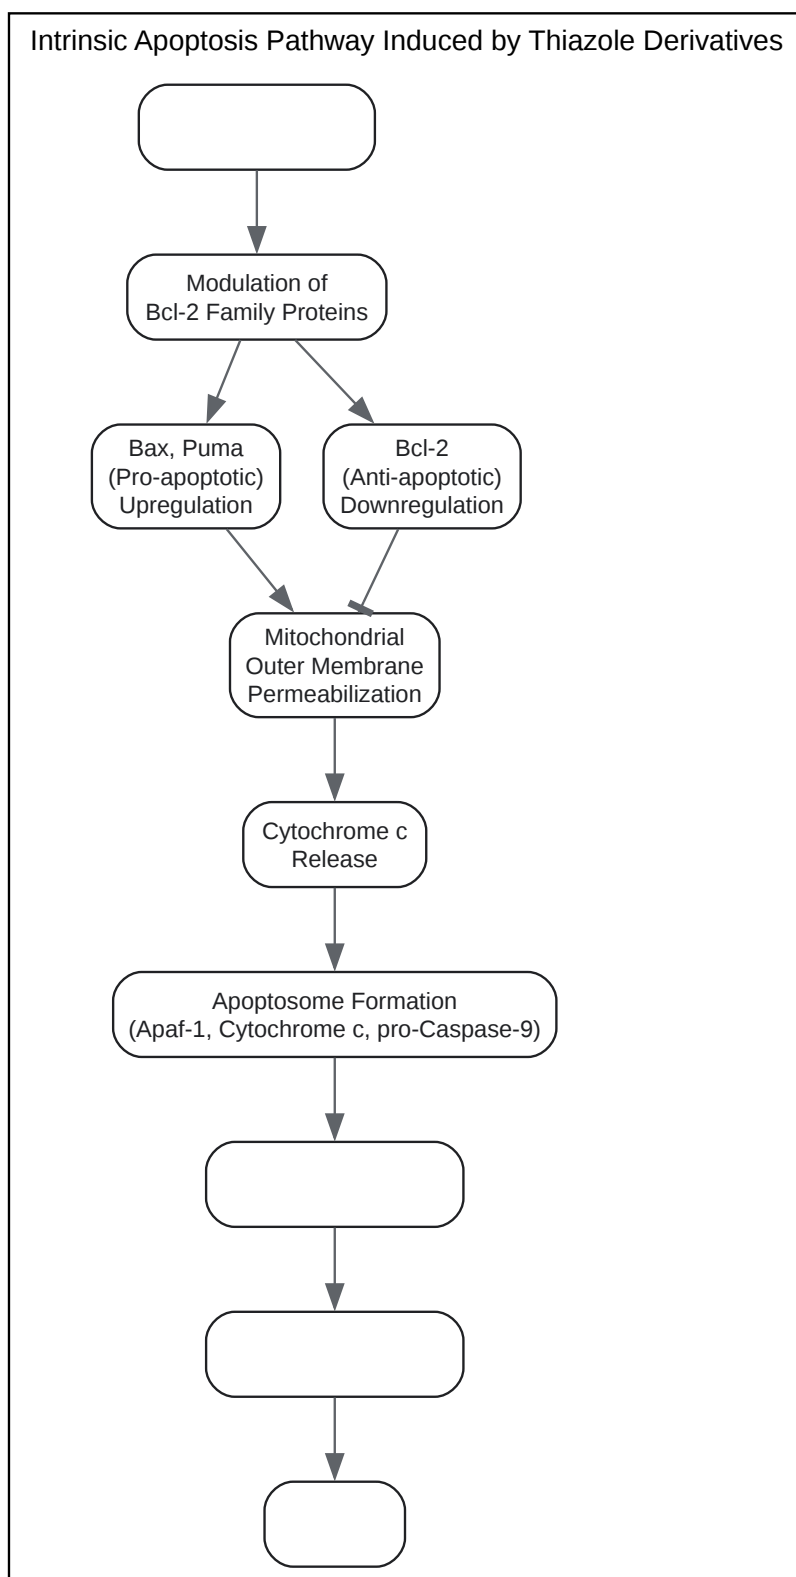 Intrinsic Apoptosis Pathway Induced by Thiazole Derivatives
Modulation of
Bcl-2 Family Proteins
Bax, Puma
(Pro-apoptotic)
Upregulation
Bcl-2
(Anti-apoptotic)
Downregulation
Mitochondrial
Outer Membrane
Permeabilization
Cytochrome c
Release
Apoptosome Formation
(Apaf-1, Cytochrome c, pro-Caspase-9)